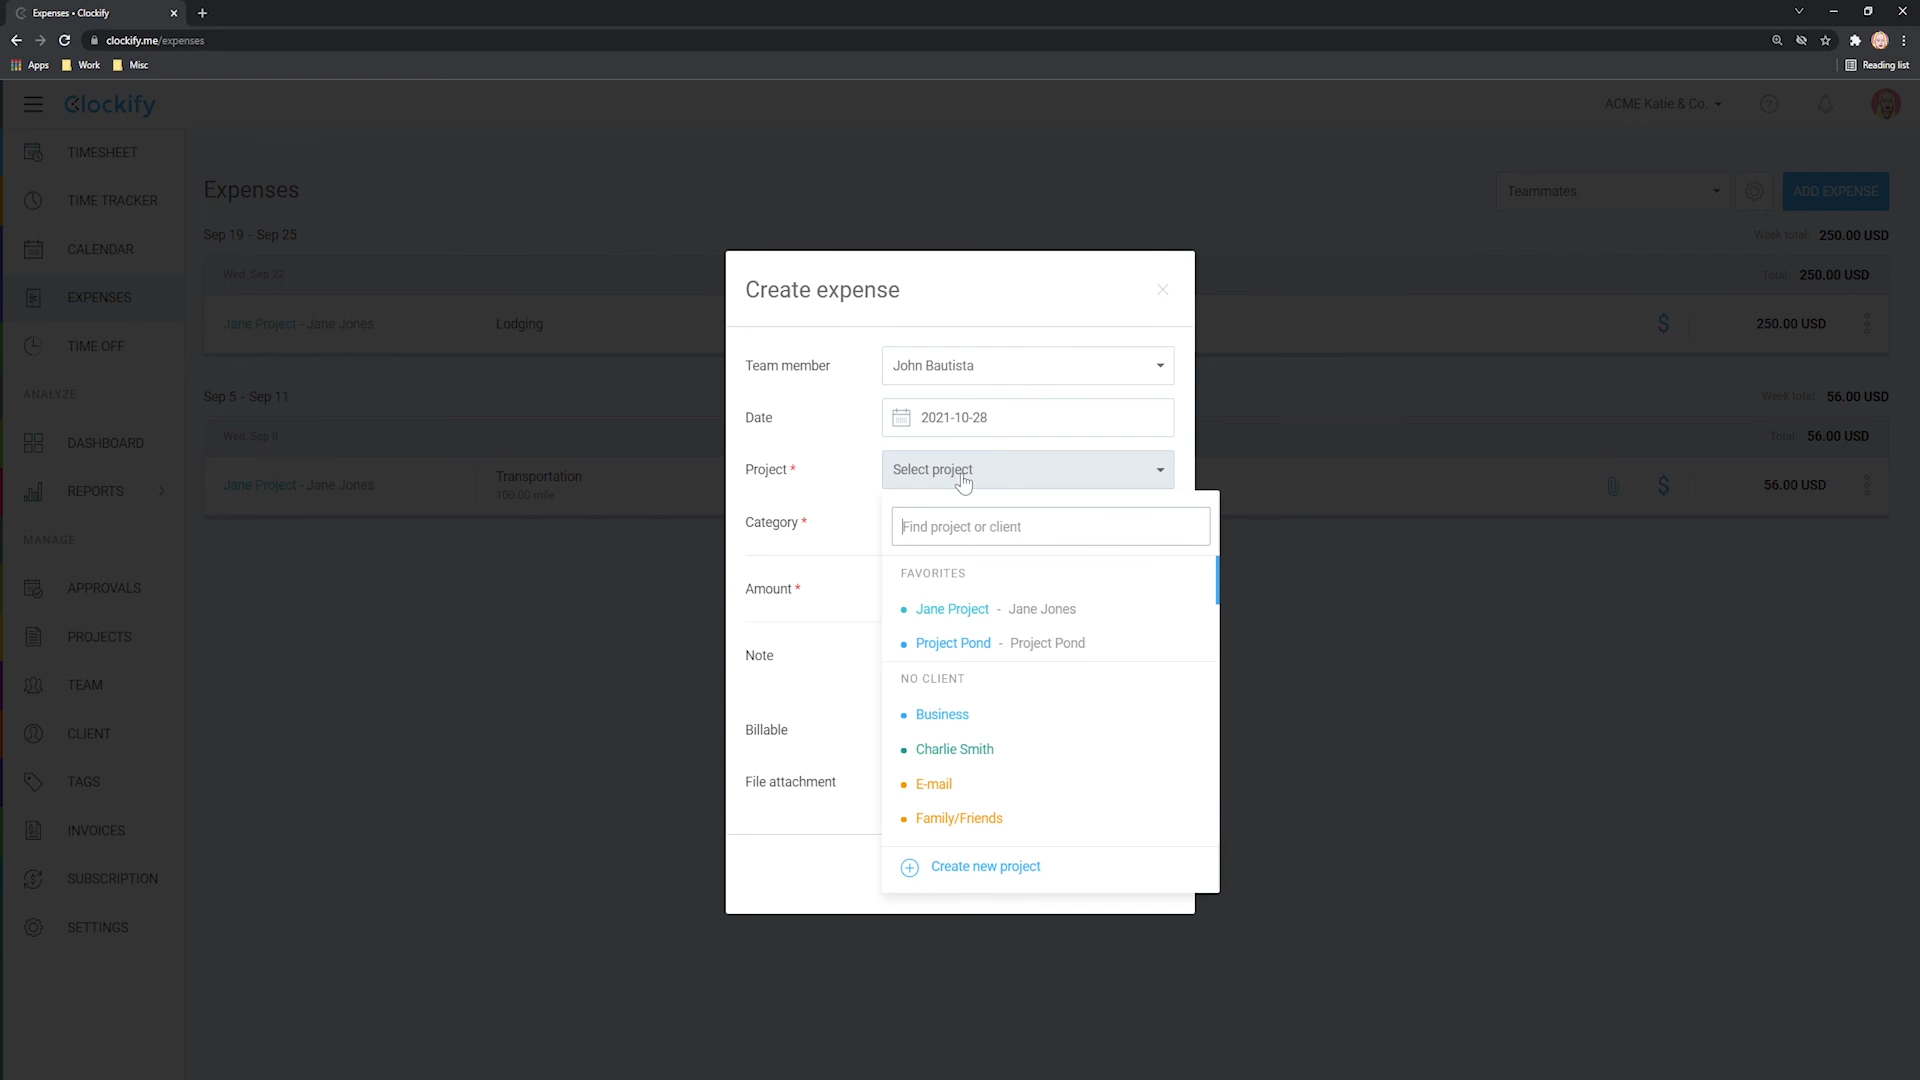 Expenses • Clockify
clockify.me/expenses
Apps
Work
Misc
Reading list
Clockify
ACME Katie & Co.
TIMESHEET
TIME TRACKER
CALENDAR
EXPENSES
TIME OFF
ANALYZE
DASHBOARD
REPORTS
MANAGE
APPROVALS
PROJECTS
TEAM
CLIENT
TAGS
INVOICES
SUBSCRIPTION
SETTINGS
Expenses
Teammates
ADD EXPENSE
Sep 19 - Sep 25
Week total: 250.00 USD
Wed, Sep 22
Total: 250.00 USD
Jane Project - Jane Jones
Lodging
$
250.00 USD
Sep 5 - Sep 11
Week total: 56.00 USD
Wed, Sep 8
Total: 56.00 USD
Jane Project - Jane Jones
Transportation
100.00 mile
$
56.00 USD
Create expense
Team member
John Bautista
Date
2021-10-28
Project *
Select project
Category *
Amount *
Note
Billable
File attachment
Find project or client
FAVORITES
Jane Project - Jane Jones
Project Pond - Project Pond
NO CLIENT
Business
Charlie Smith
E-mail
Family/Friends
Create new project